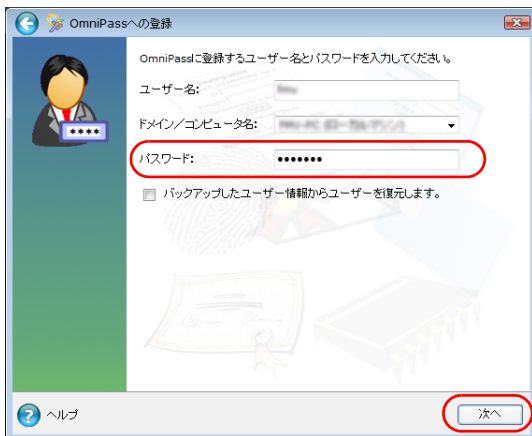 OmniPassへの登録
OmniPassに登録するユーザー名とパスワードを入力してください。
ユーザー名:
ドメイン／コンピュータ名:
パスワード: •••••••
バックアップしたユーザー情報からユーザーを復元します。
ヘルプ
次へ